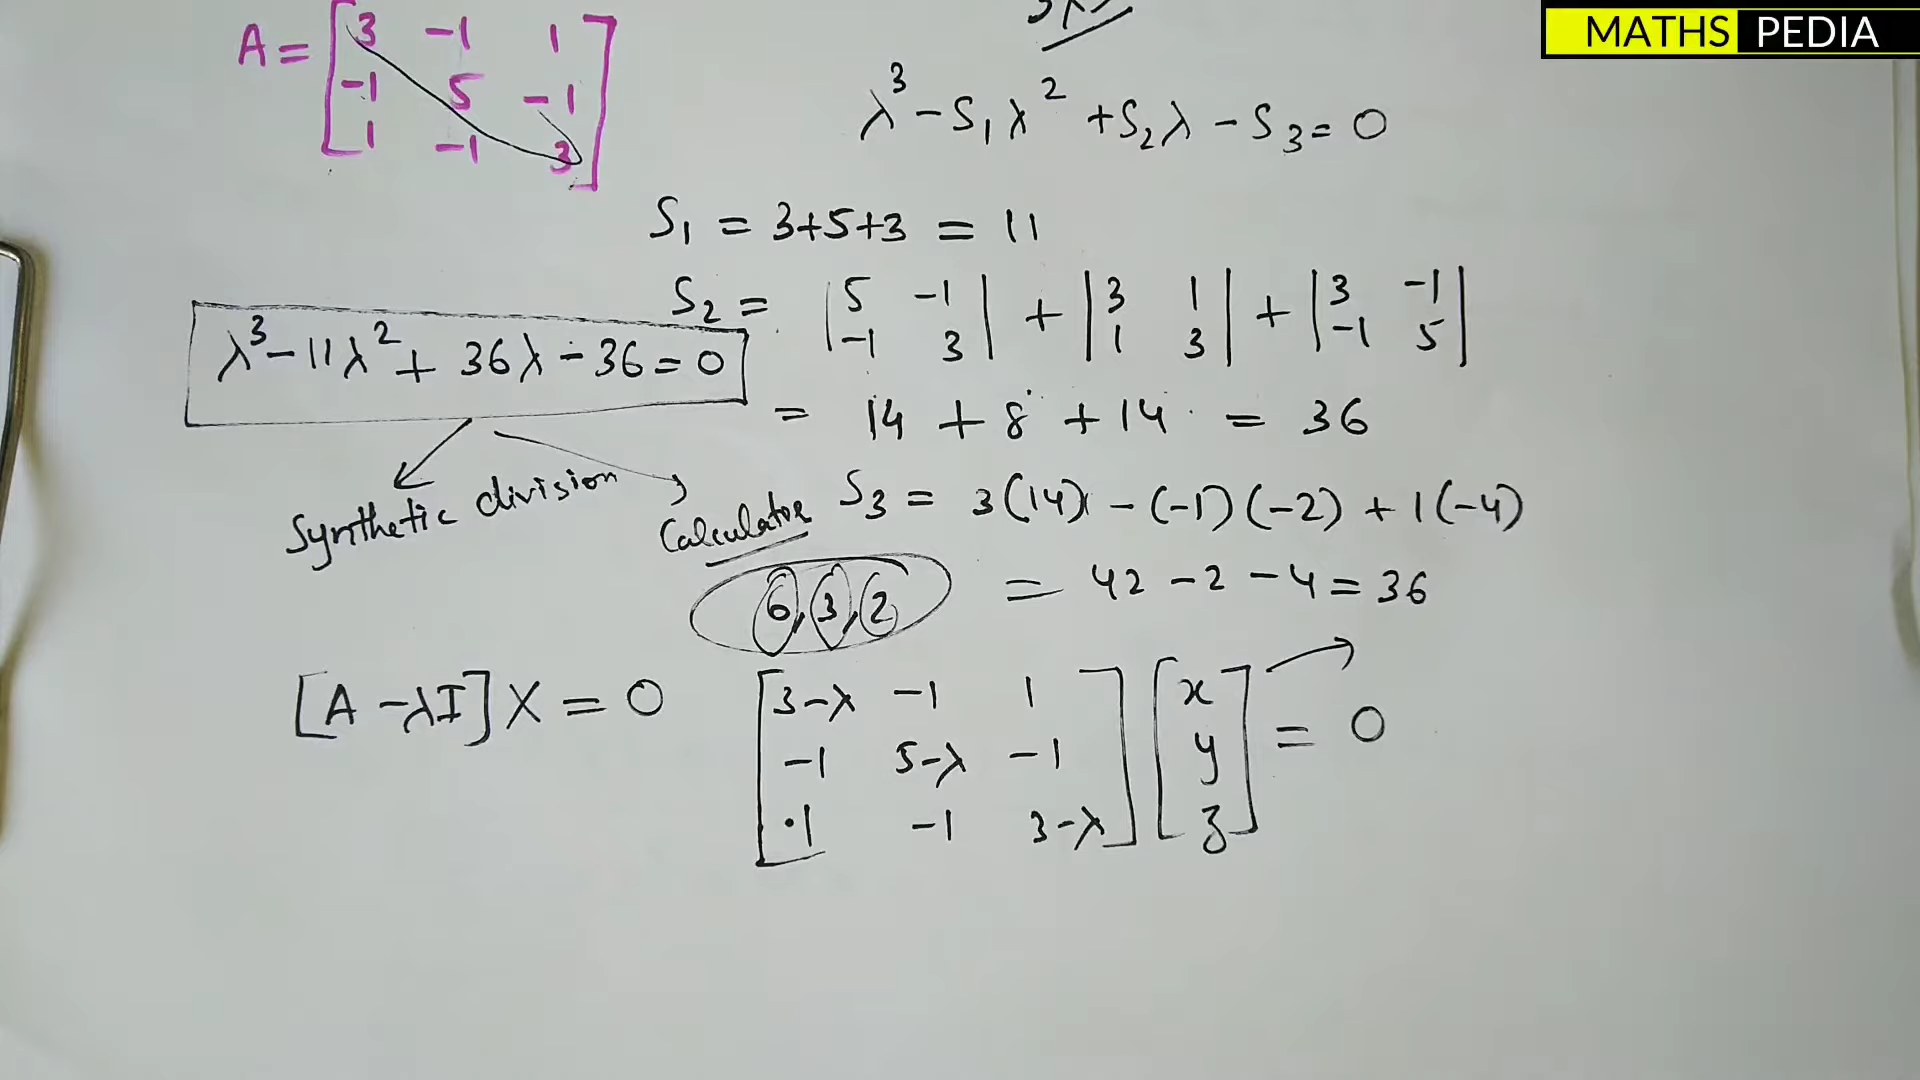 MATHS PEDIA
A = [3 -1 1
-1 5 -1
1 -1 3]
λ³ - S₁λ² + S₂λ - S₃ = 0
S₁ = 3+5+3 = 11
S₂ = |5 -1| + |3 1| + |3 -1|
|-1 3| |1 3| |-1 5|
λ³ - 11λ² + 36λ - 36 = 0
= 14 + 8 + 14 = 36
Synthetic division
Calculator
S₃ = 3(14) - (-1)(-2) + 1(-4)
6, 3, 2
= 42 - 2 - 4 = 36
[A - λI] X = 0
[3-λ -1 1] [x]
[-1 5-λ -1] [y] = 0
[1 -1 3-λ] [z]